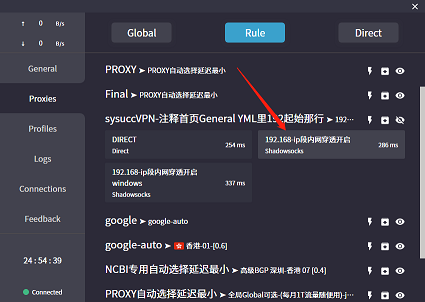 ↑ 0 B/s
↓ 0 B/s
Global
Rule
Direct
General
Proxies
Profiles
Logs
Connections
Feedback
24 : 54 : 39
Connected
PROXY ➤ PROXY自动选择延迟最小
Final ➤ PROXY自动选择延迟最小
sysuccVPN-注释首页General YML里192起始那行 ➤ 192⋯
DIRECT
Direct
254 ms
192.168-ip段内网穿透开启
Shadowsocks
286 ms
192.168-ip段内网穿透开启
windows
Shadowsocks
337 ms
google ➤ google-auto
google-auto ➤ 🇭🇰 香港-01-[0.6]
NCBI专用自动选择延迟最小 ➤ 高级BGP 深圳-香港 07 [0.4]
PROXY自动选择延迟最小 ➤ 全局Global可选-(每月1T流量随便用)-j⋯